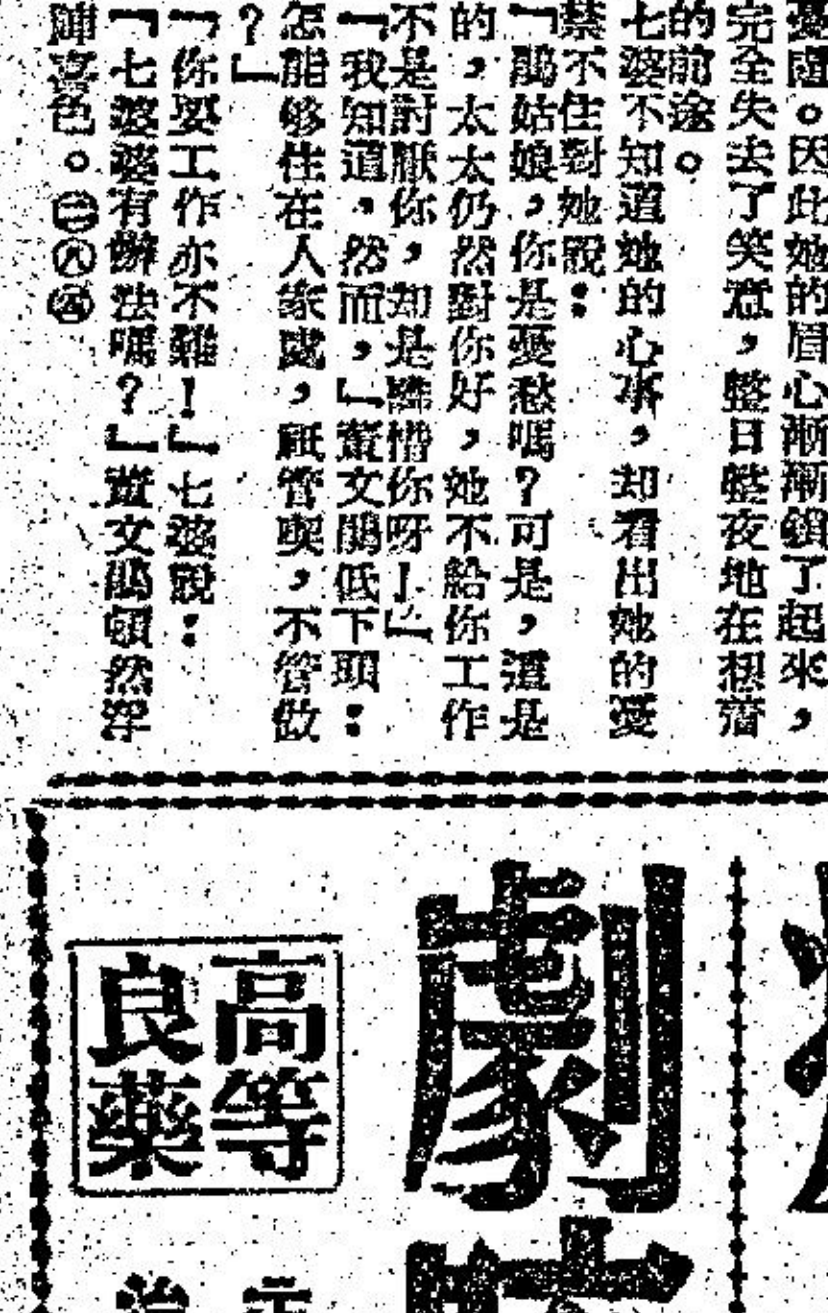 憂鬱。因此她的眉心漸漸鎖了起來，
完全失去了笑意，整日整夜地在想着
的前途。
七婆不知道她的心事，却看出她的憂
禁不住對她說：
「鵑姑娘，你是憂愁嗎？可是，這是
的，太太仍然對你好，她不給你工作
不是討厭你，却是憐惜你呀！」
「我知道，然而，」董文鵑低下頭：
怎能够住在人家處，祇管喫，不管做
？」
「你要工作亦不難！」七婆說：
「七婆婆有辦法嗎？」董文鵑頓然浮
陣喜色。㊁㊇
劇
高等
良藥
治